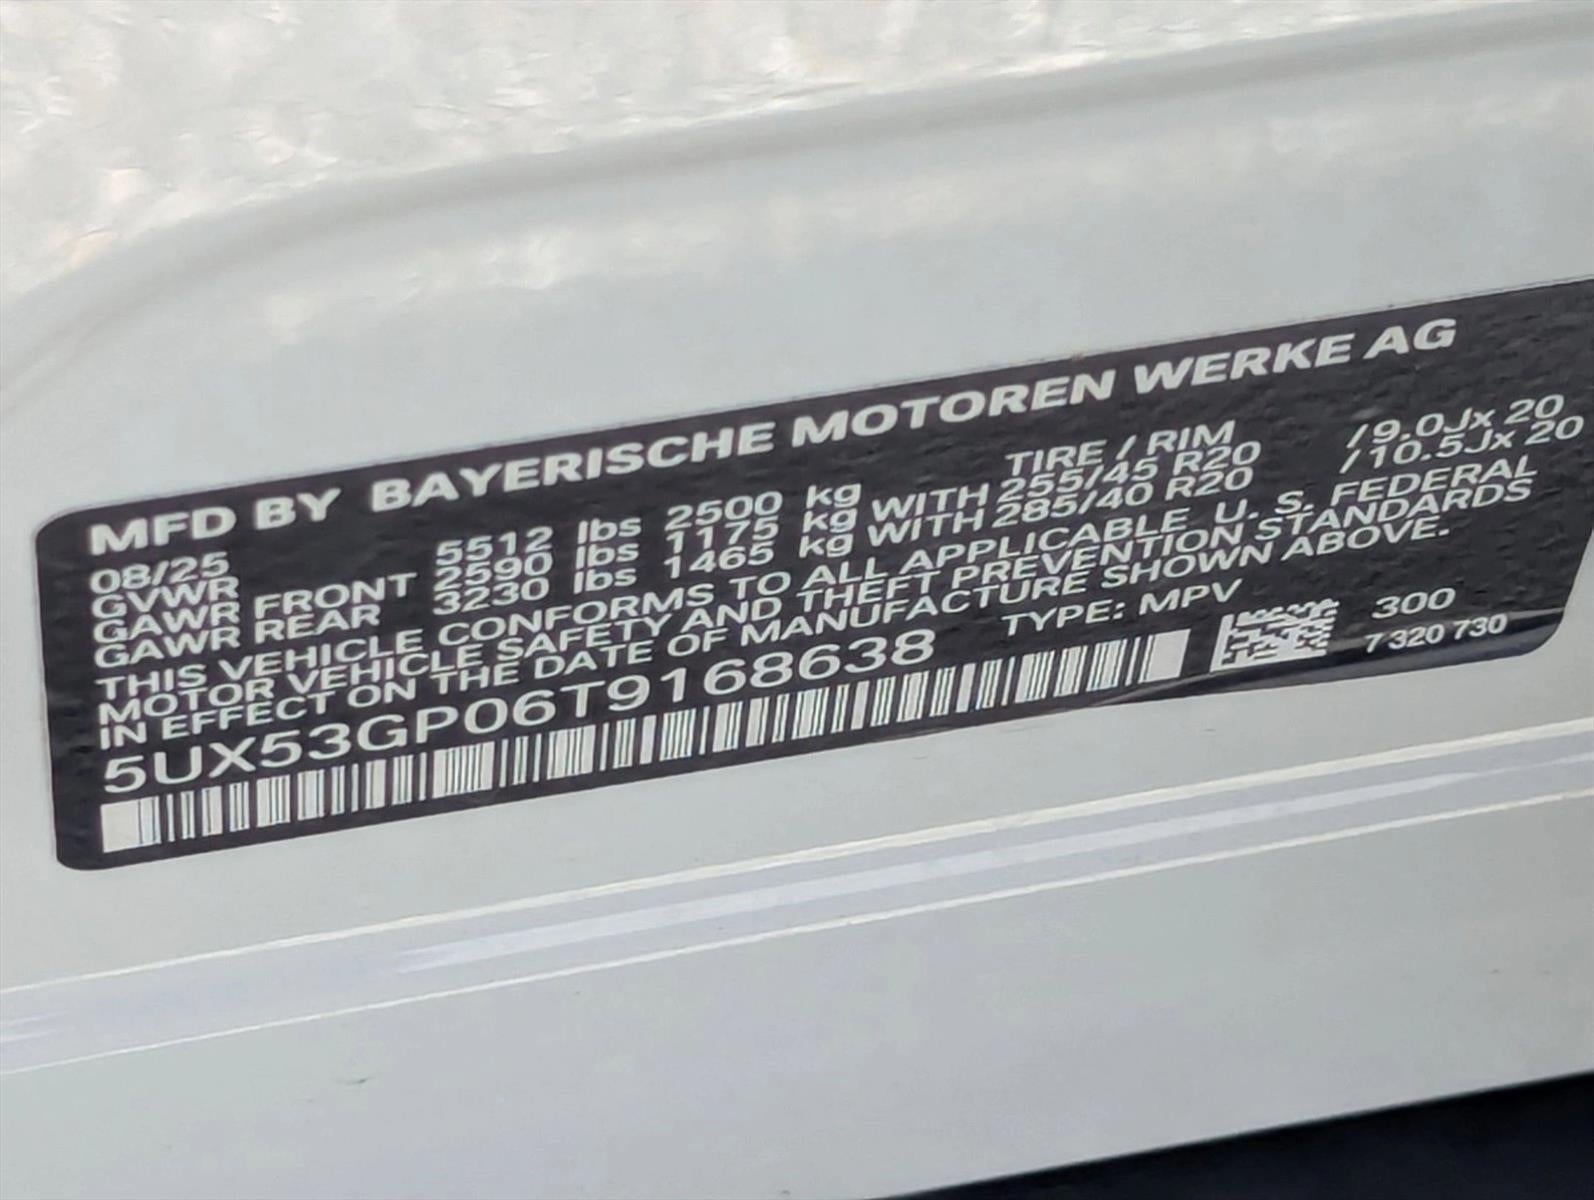 MFD BY BAYERISCHE MOTOREN WERKE AG
08/25 TIRE / RIM
GVWR 5512 lbs 2500 kg
GAWR FRONT 2590 lbs 1175 kg WITH 255/45 R20 /9.0Jx 20
GAWR REAR 3230 lbs 1465 kg WITH 285/40 R20 /10.5Jx 20
THIS VEHICLE CONFORMS TO ALL APPLICABLE U. S. FEDERAL
MOTOR VEHICLE SAFETY AND THEFT PREVENTION STANDARDS
IN EFFECT ON THE DATE OF MANUFACTURE SHOWN ABOVE.
5UX53GP06T9168638 TYPE: MPV 300
7 320 730